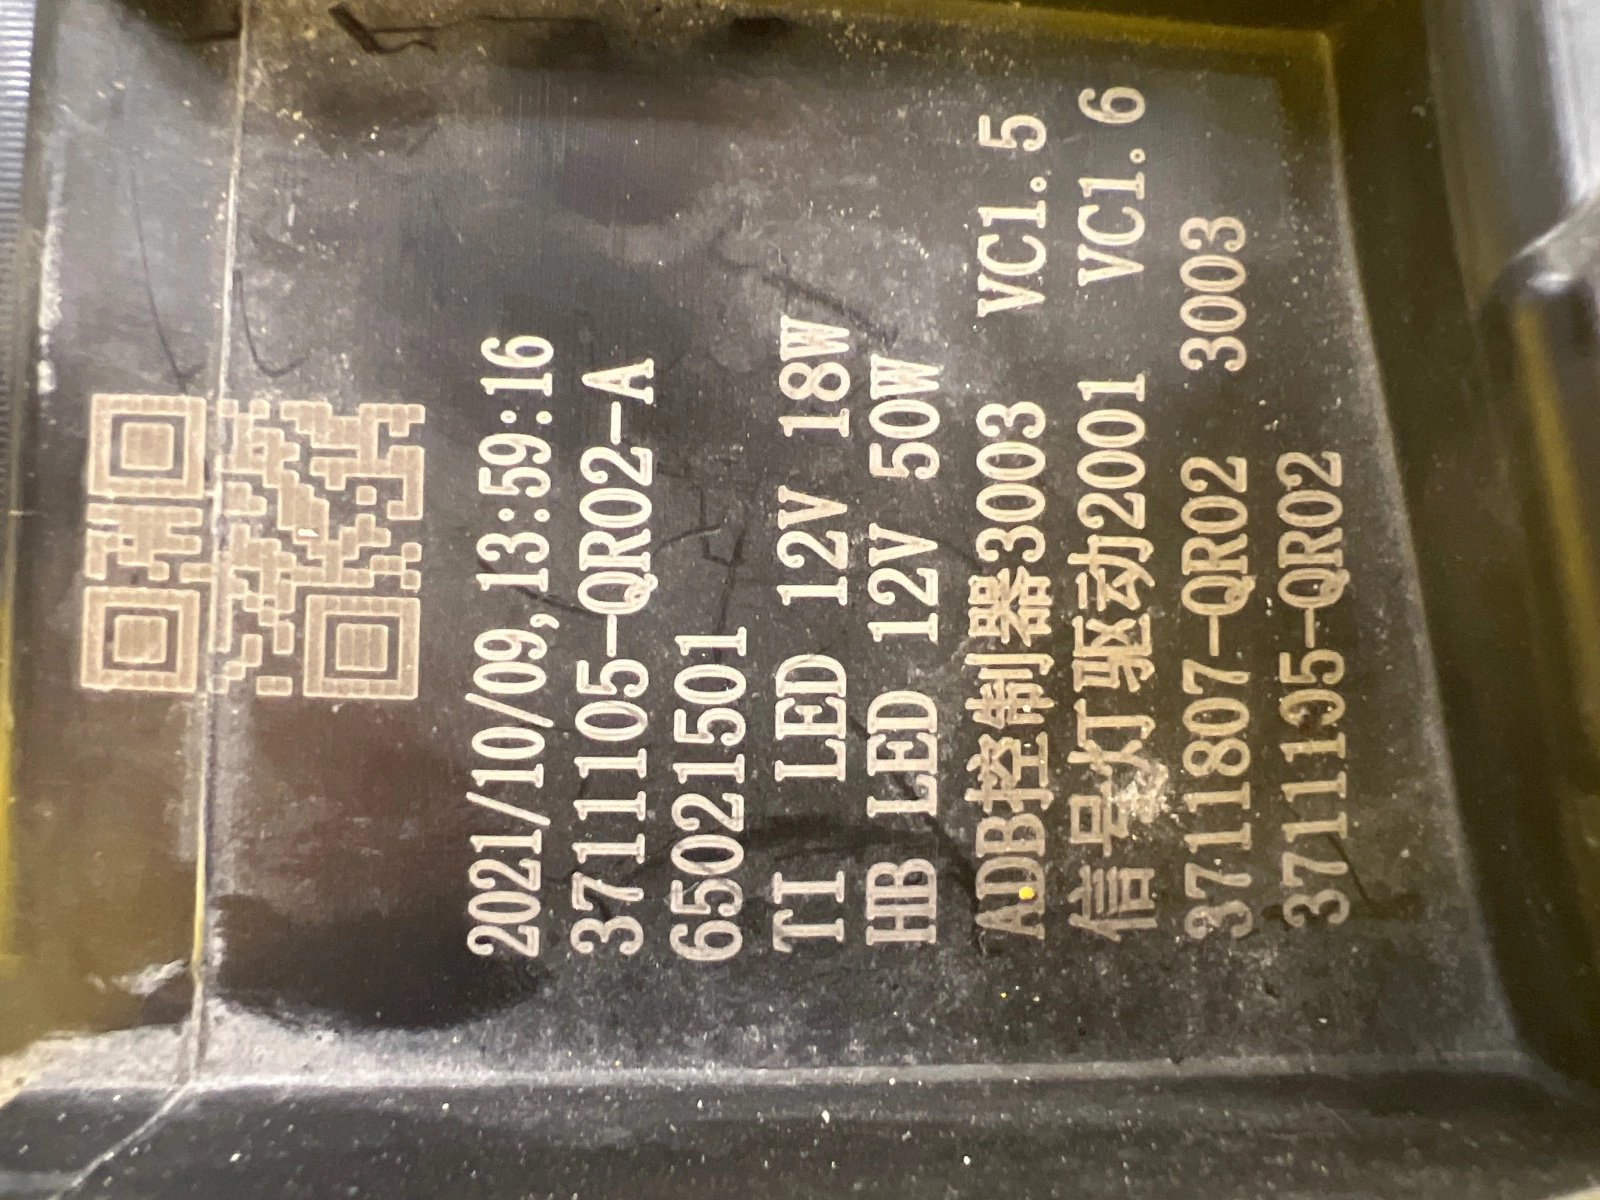 2021/10/09,13:59:16
3711105-QR02-A
65021501
TI LED 12V 18W
HB LED 12V 50W
ADB控制器3003 VC1.5
信号灯驱动2001 VC1.6
3711807-QR02 3003
3711195-QR02